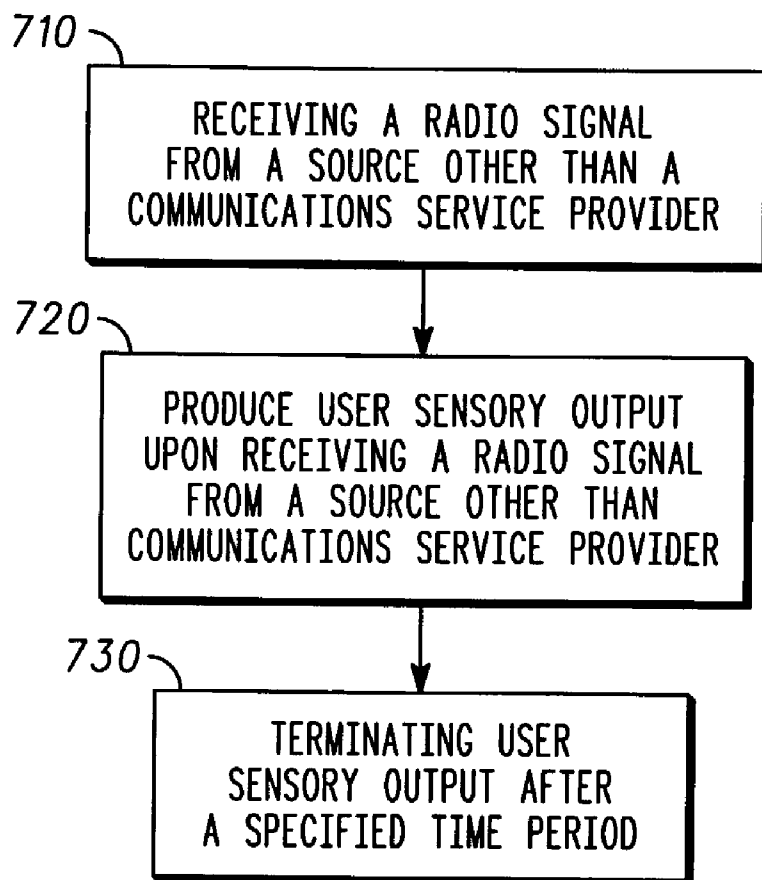 710
RECEIVING A RADIO SIGNAL
FROM A SOURCE OTHER THAN A
COMMUNICATIONS SERVICE PROVIDER
720
PRODUCE USER SENSORY OUTPUT
UPON RECEIVING A RADIO SIGNAL
FROM A SOURCE OTHER THAN
COMMUNICATIONS SERVICE PROVIDER
730
TERMINATING USER
SENSORY OUTPUT AFTER
A SPECIFIED TIME PERIOD